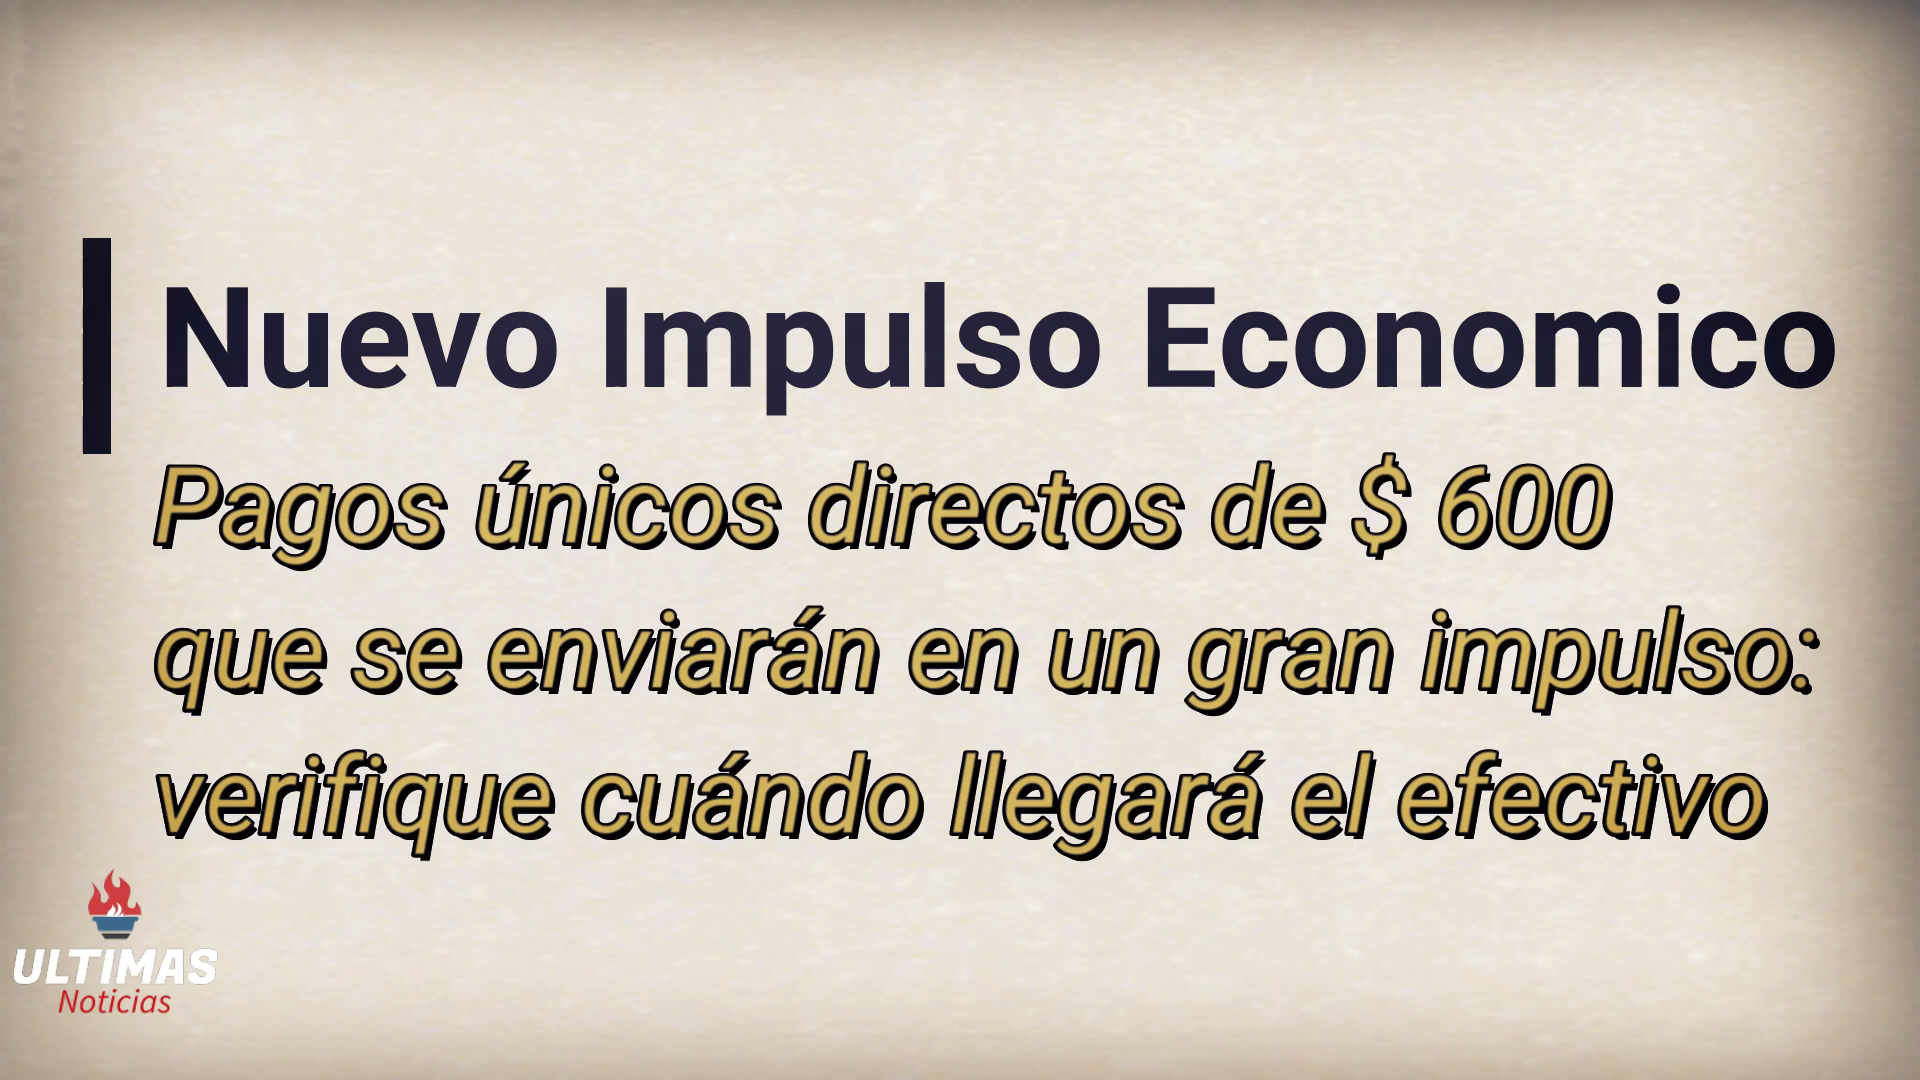 Nuevo Impulso Economico
Pagos únicos directos de $ 600
que se enviarán en un gran impulso:
verifique cuándo llegará el efectivo
ULTIMAS
Noticias